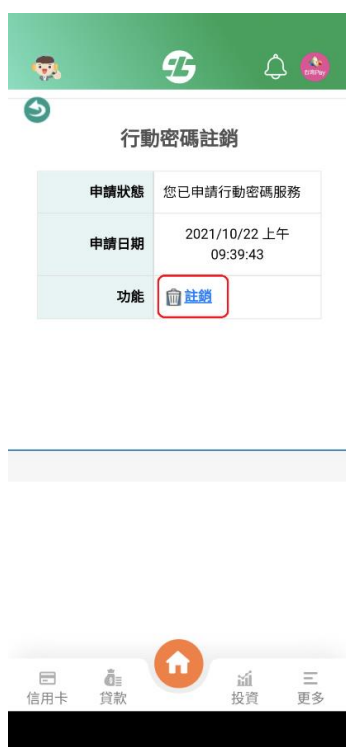 行動密碼註銷
申請狀態 您已申請行動密碼服務
申請日期 2021/10/22 上午
09:39:43
功能 註銷
信用卡 貸款 投資 更多